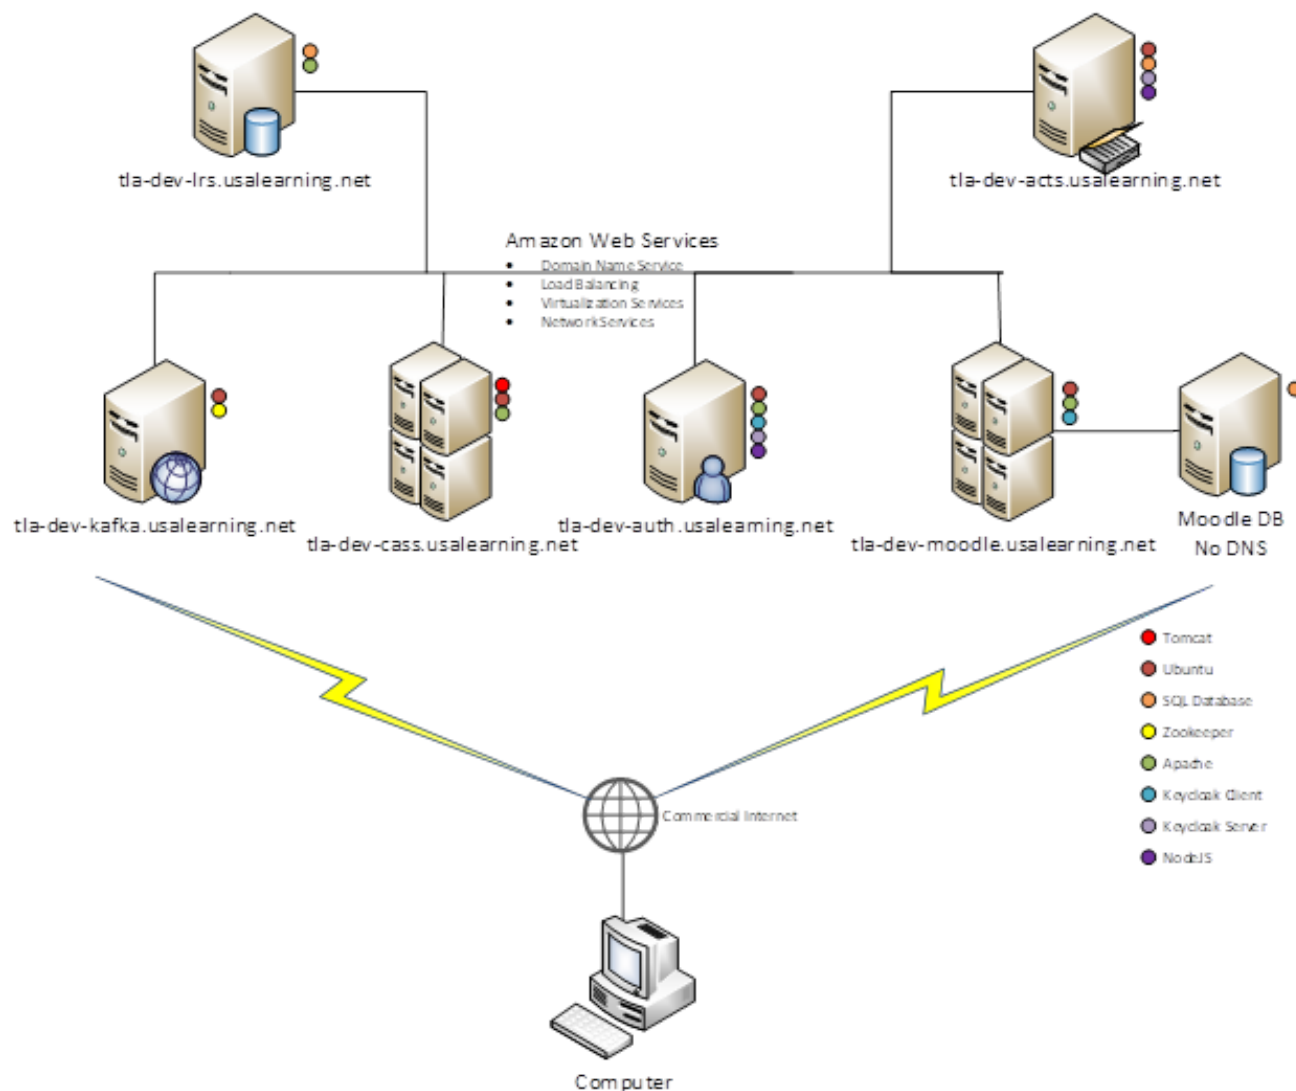 tla-dev-lrs.usalearning.net
tla-dev-acts.usalearning.net
Amazon Web Services
• Domain Name Service
• Load Balancing
• Virtualization Services
• Network Services
tla-dev-kafka.usalearning.net
tla-dev-cass.usalearning.net
tla-dev-auth.usalearning.net
tla-dev-moodle.usalearning.net
Moodle DB
No DNS
Tomcat
Ubuntu
SQL Database
Zookeeper
Apache
Keycloak Client
Keycloak Server
NodeJS
Commercial Internet
Computer